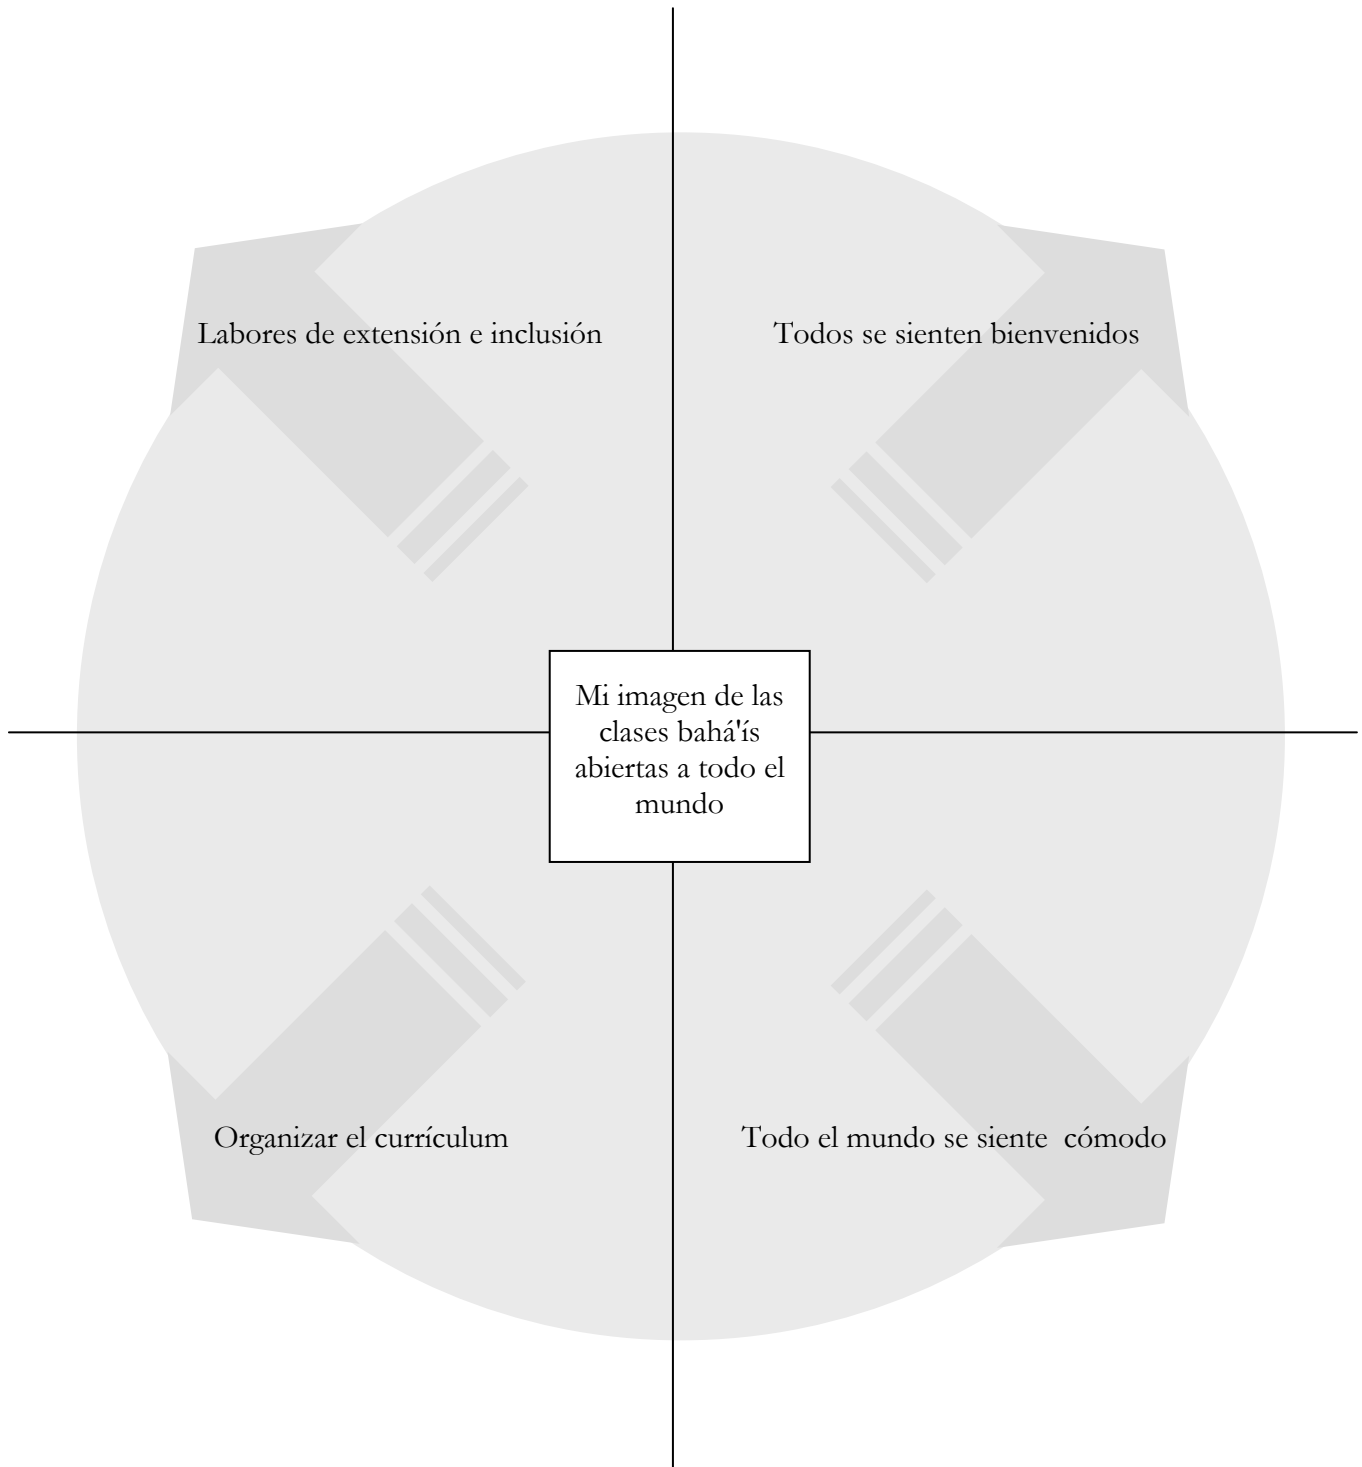 Labores de extensión e inclusión
Todos se sienten bienvenidos
Mi imagen de las
clases bahá'ís
abiertas a todo el
mundo
Organizar el currículum
Todo el mundo se siente  cómodo